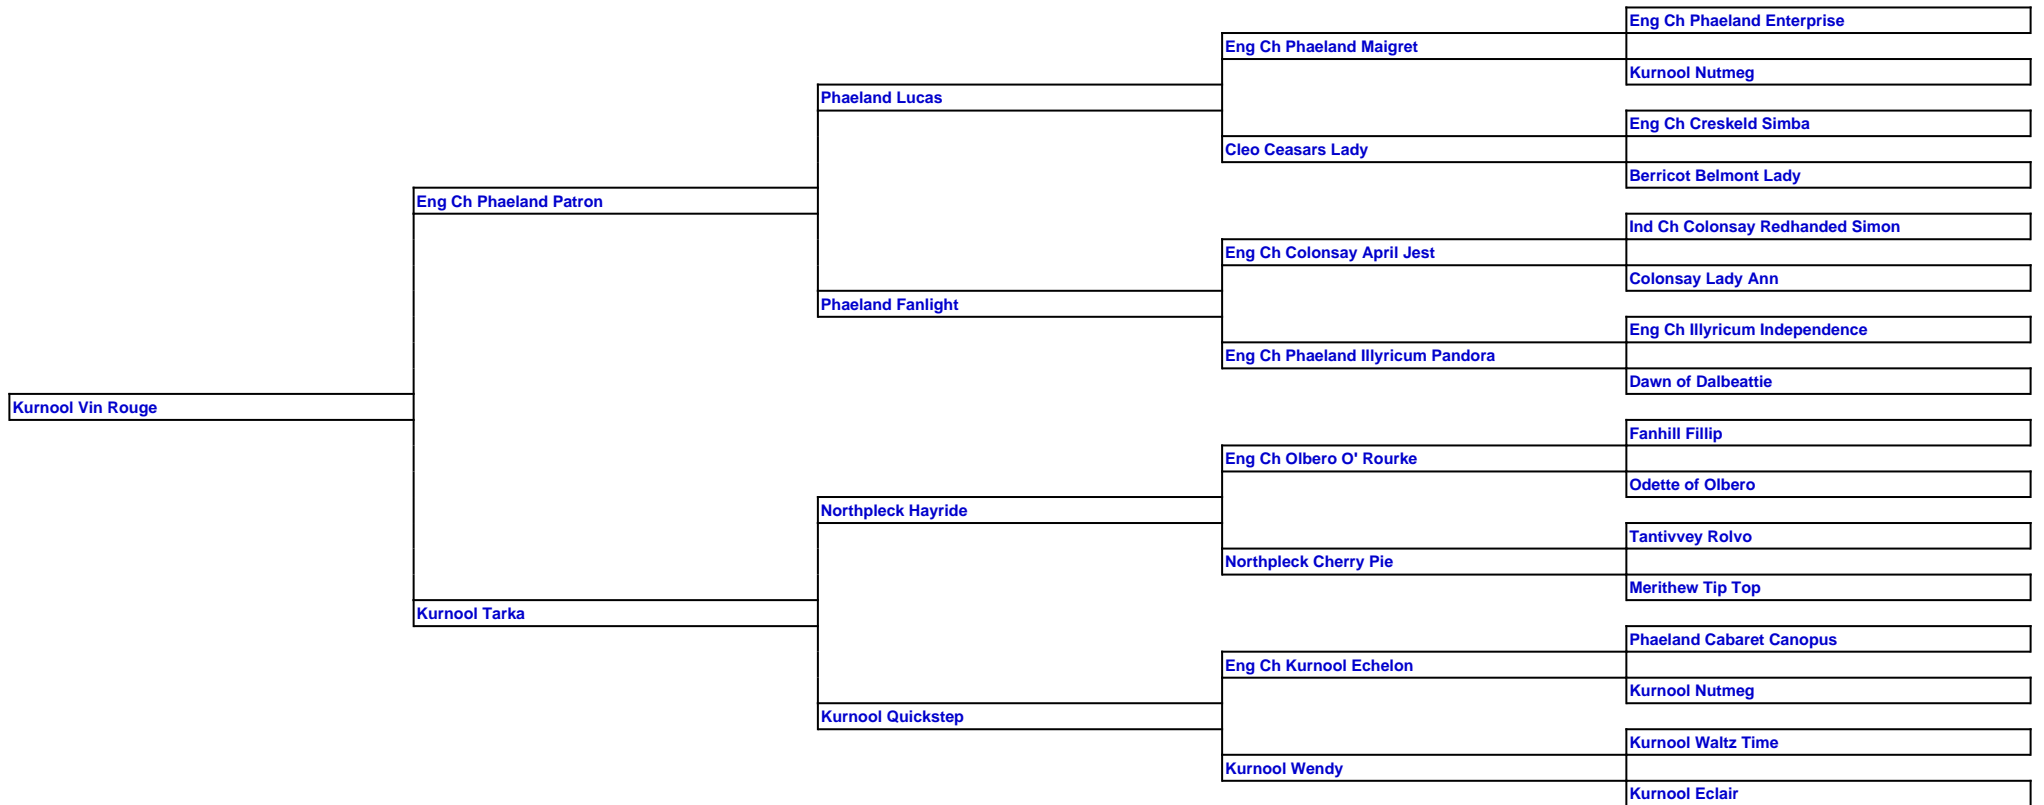 Eng Ch Phaeland Enterprise
Eng Ch Phaeland Maigret
Kurnool Nutmeg
Phaeland Lucas
Eng Ch Creskeld Simba
Cleo Ceasars Lady
Berricot Belmont Lady
Eng Ch Phaeland Patron
Ind Ch Colonsay Redhanded Simon
Eng Ch Colonsay April Jest
Colonsay Lady Ann
Phaeland Fanlight
Eng Ch Illyricum Independence
Eng Ch Phaeland Illyricum Pandora
Dawn of Dalbeattie
Kurnool Vin Rouge
Fanhill Fillip
Eng Ch Olbero O' Rourke
Odette of Olbero
Northpleck Hayride
Tantivvey Rolvo
Northpleck Cherry Pie
Merithew Tip Top
Kurnool Tarka
Phaeland Cabaret Canopus
Eng Ch Kurnool Echelon
Kurnool Nutmeg
Kurnool Quickstep
Kurnool Waltz Time
Kurnool Wendy
Kurnool Eclair